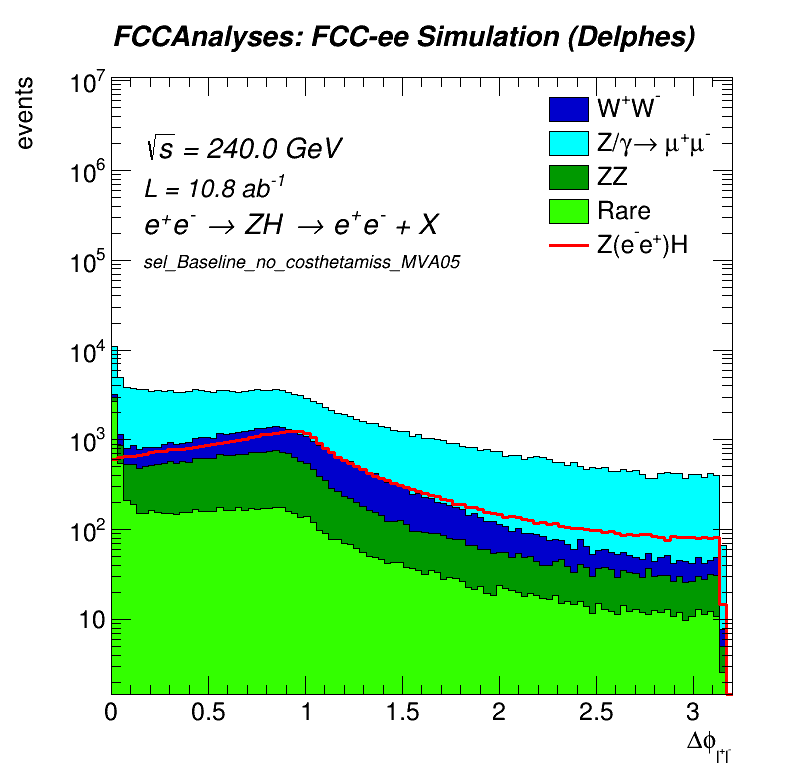 FCCAnalyses: FCC-ee Simulation (Delphes)
events
10⁷
10⁶
10⁵
10⁴
10³
10²
10
√s = 240.0 GeV
L = 10.8 ab⁻¹
e⁺e⁻ → ZH → e⁺e⁻ + X
sel_Baseline_no_costhetamiss_MVA05
W⁺W⁻
Z/γ→ μ⁺μ⁻
ZZ
Rare
Z(e⁻e⁺)H
0 0.5 1 1.5 2 2.5 3
Δϕ_l⁺l⁻